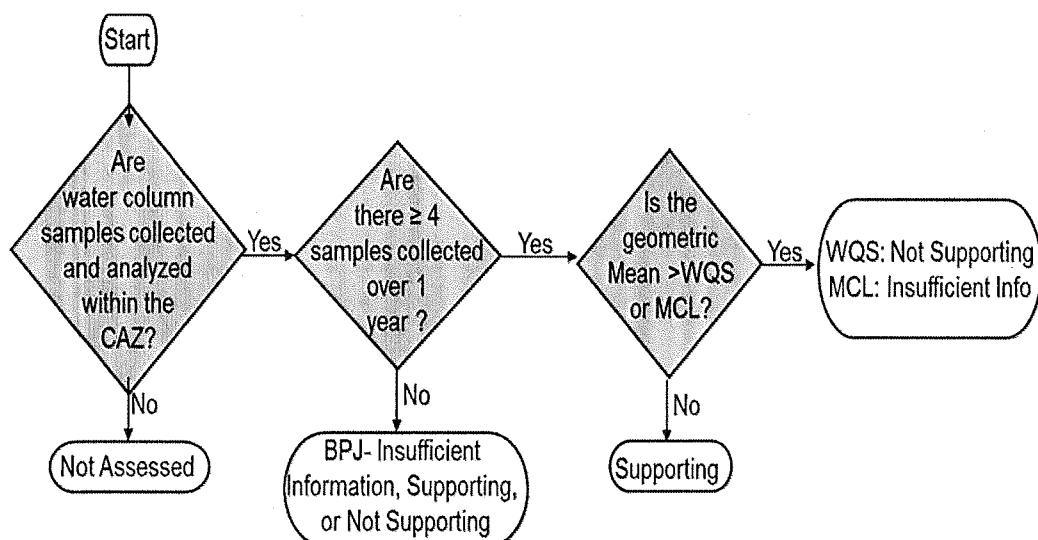 Start
Are
water column
samples collected
and analyzed
within the
CAZ?
Yes
No
Not Assessed
Are
there ≥ 4
samples collected
over 1
year ?
Yes
No
BPJ- Insufficient
Information, Supporting,
or Not Supporting
Is the
geometric
Mean >WQS
or MCL?
Yes
No
Supporting
WQS: Not Supporting
MCL: Insufficient Info